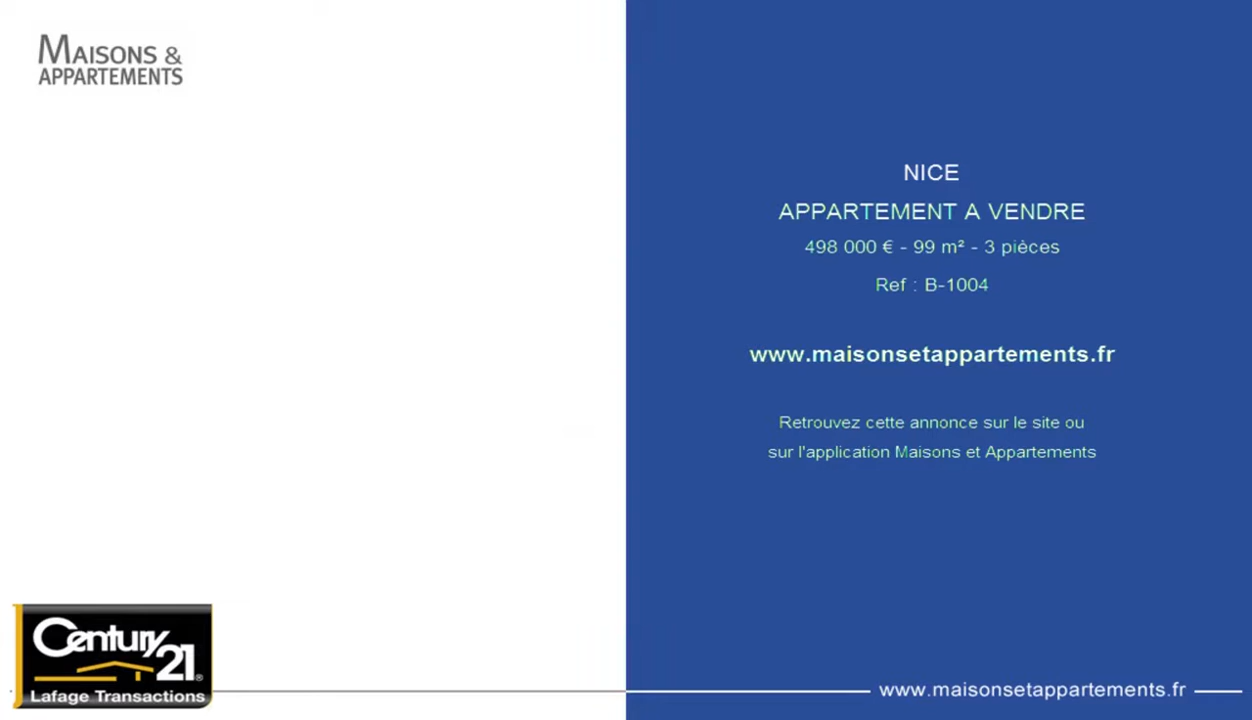 MAISONS &
APPARTEMENTS
NICE
APPARTEMENT A VENDRE
498 000 € - 99 m² - 3 pièces
Ref : B-1004
www.maisonsetappartements.fr
Retrouvez cette annonce sur le site ou
sur l'application Maisons et Appartements
Century 21®
Lafage Transactions
www.maisonsetappartements.fr